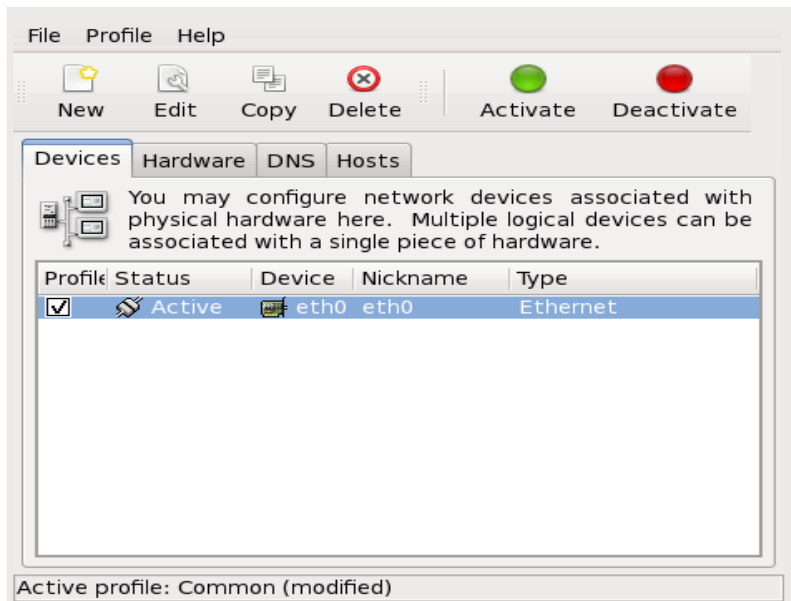 File Profile Help
New Edit Copy Delete Activate Deactivate
Devices Hardware DNS Hosts
You may configure network devices associated with
physical hardware here. Multiple logical devices can be
associated with a single piece of hardware.
Profile Status Device Nickname Type
Active eth0 eth0 Ethernet
Active profile: Common (modified)